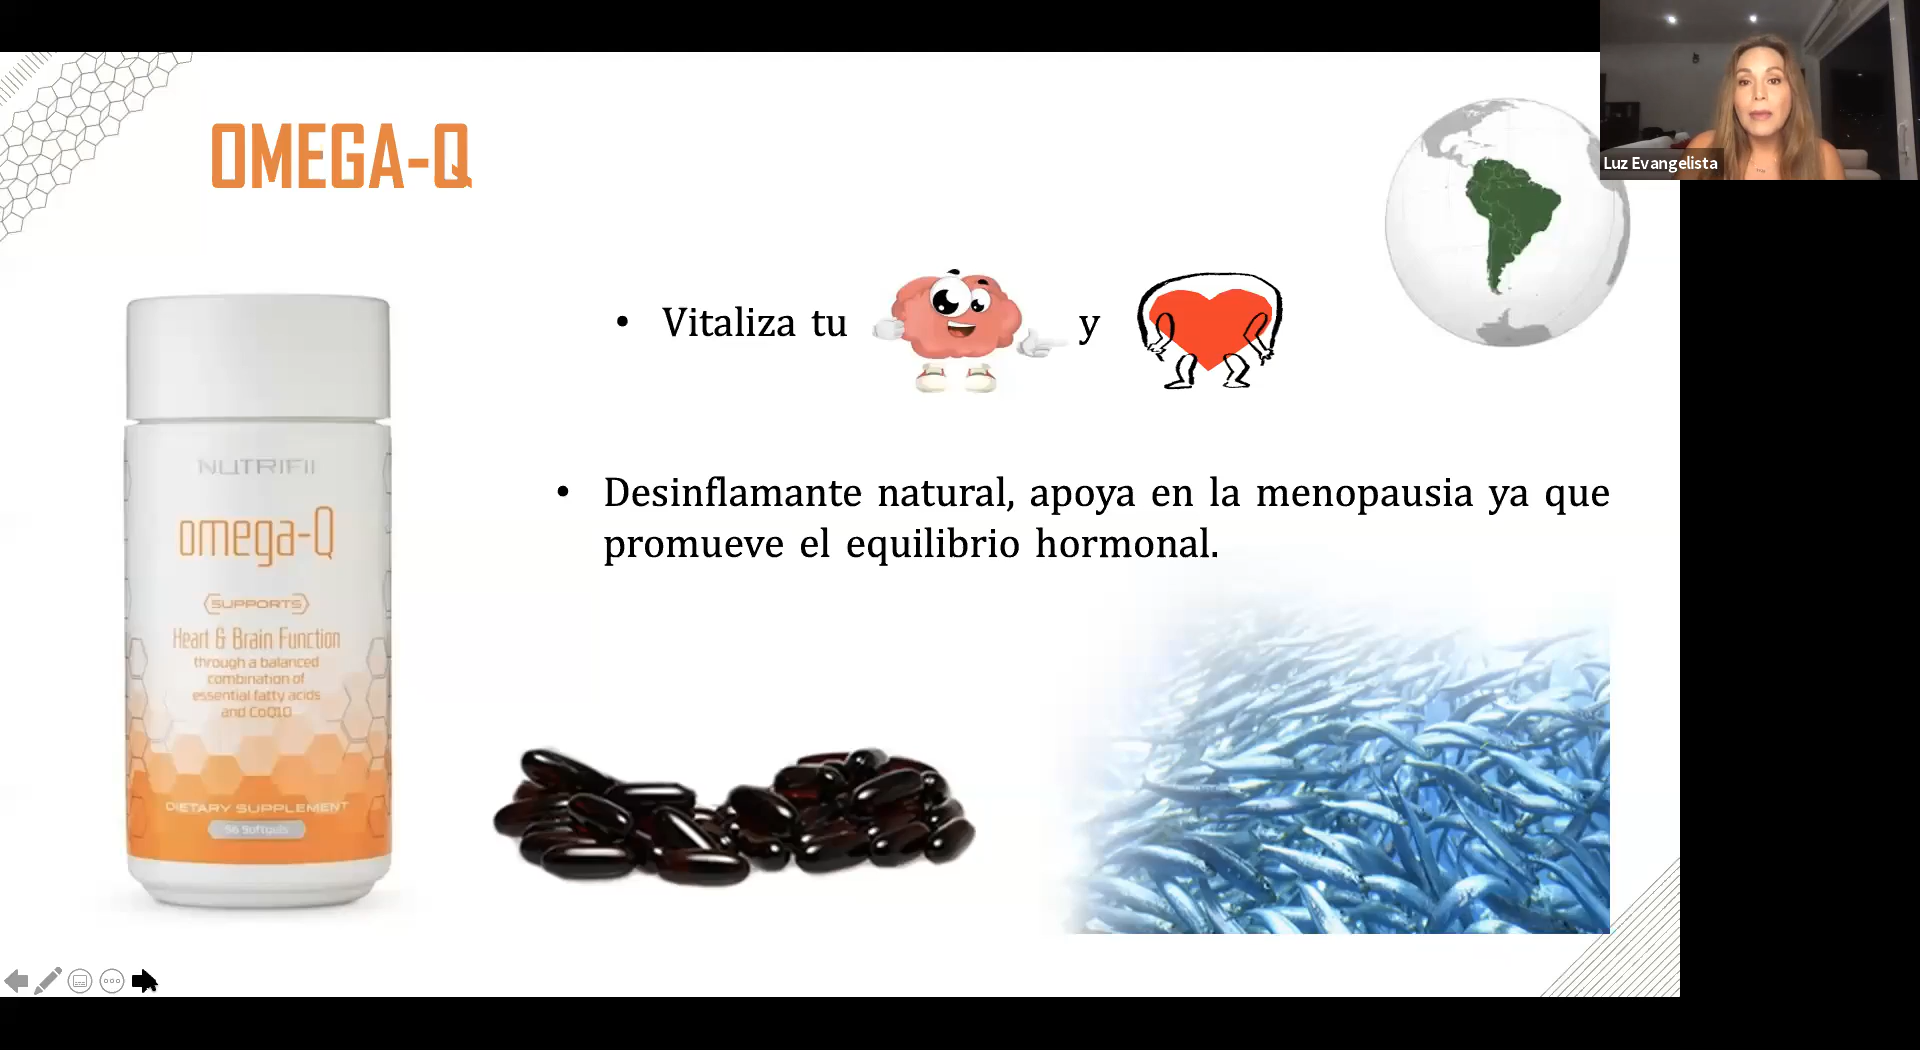 OMEGA-Q
Luz Evangelista
• Vitaliza tu y
• Desinflamante natural, apoya en la menopausia ya que
promueve el equilibrio hormonal.
NUTRIFII
omega-Q
SUPPORTS
Heart & Brain Function
through a balanced
combination of
essential fatty acids
and CoQ10
DIETARY SUPPLEMENT
56 Softgels